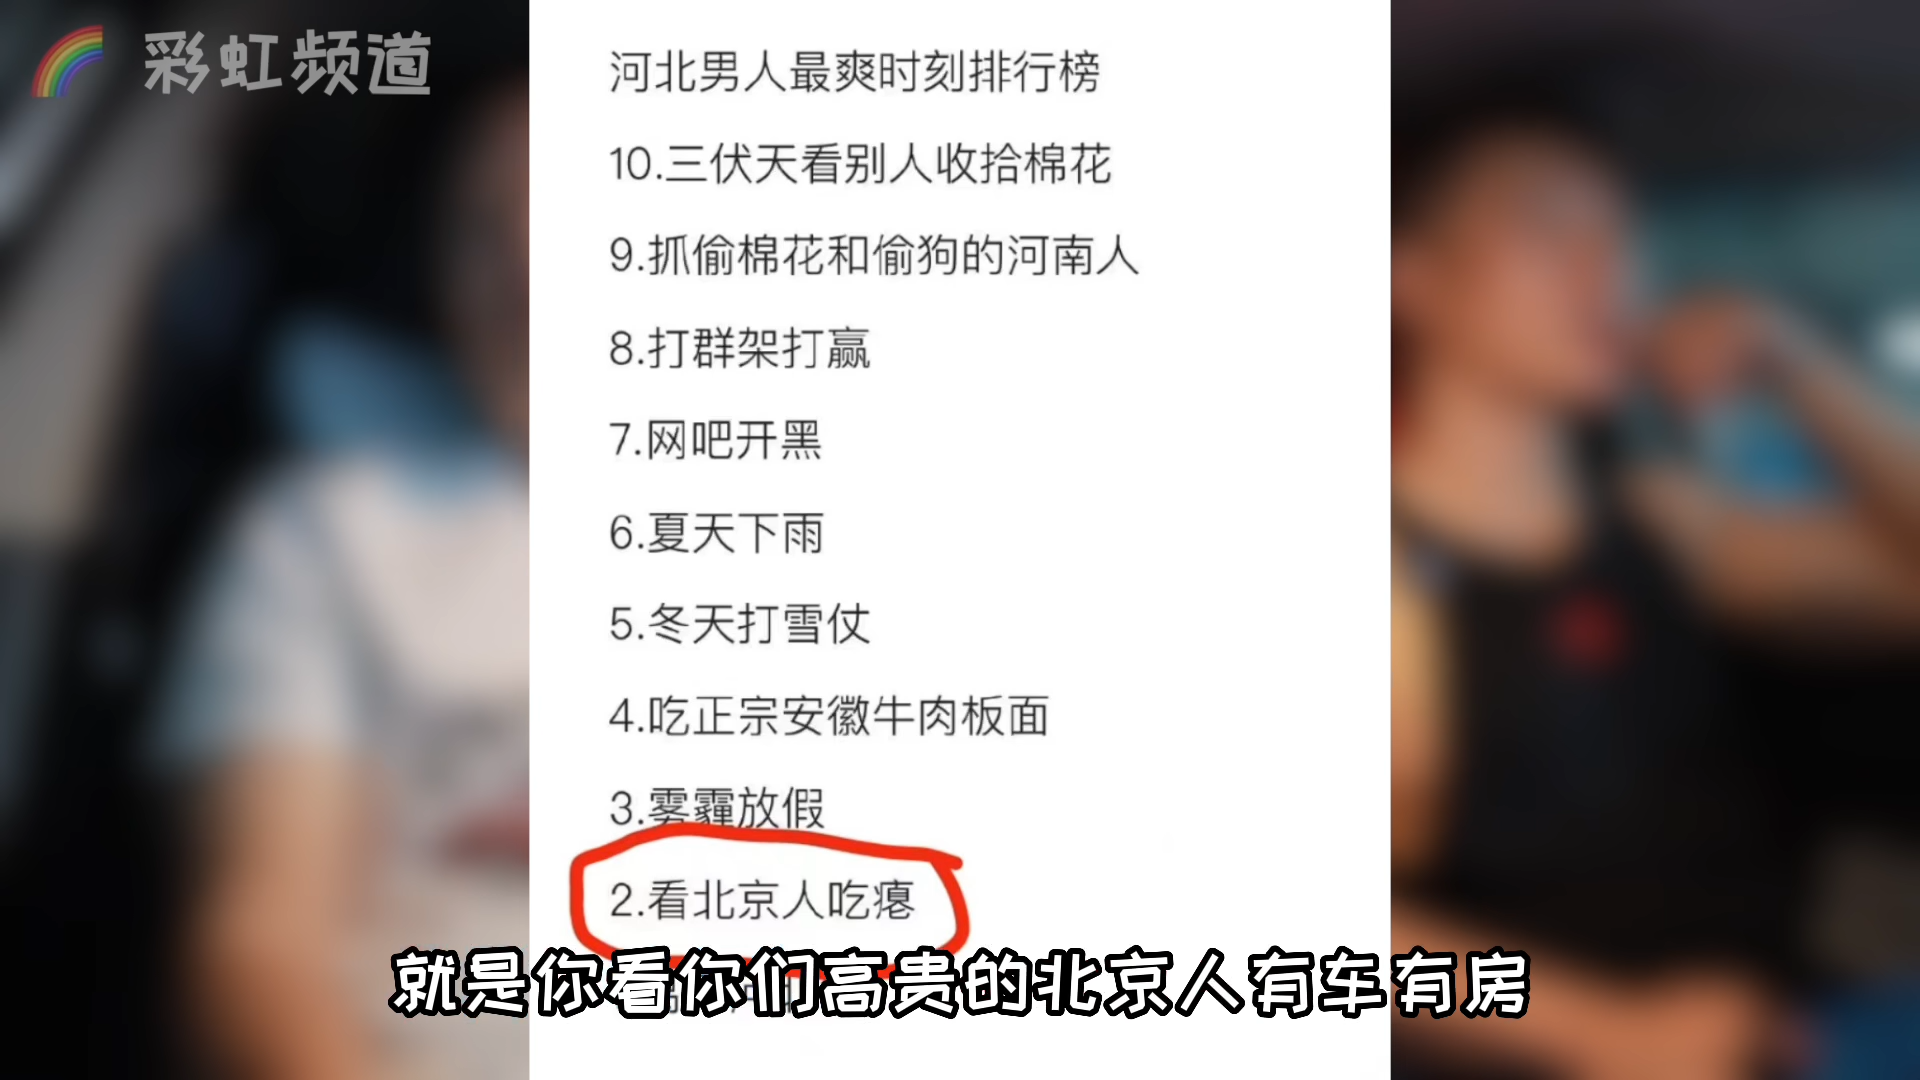 彩虹频道
河北男人最爽时刻排行榜
10.三伏天看别人收拾棉花
9.抓偷棉花和偷狗的河南人
8.打群架打赢
7.网吧开黑
6.夏天下雨
5.冬天打雪仗
4.吃正宗安徽牛肉板面
3.雾霾放假
2.看北京人吃瘪
就是你看你们高贵的北京人有车有房